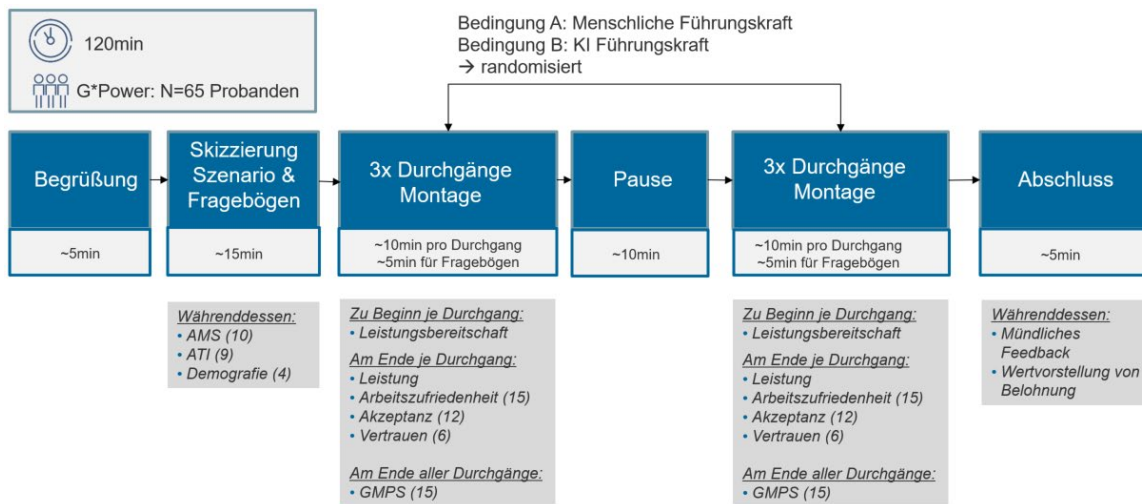 Bedingung A: Menschliche Führungskraft
Bedingung B: KI Führungskraft
→ randomisiert
120min
G*Power: N=65 Probanden
Begrüßung
~5min
Skizzierung
Szenario &
Fragebögen
~15min
Währenddessen:
• AMS (10)
• ATI (9)
• Demografie (4)
3x Durchgänge
Montage
~10min pro Durchgang
~5min für Fragebögen
Zu Beginn je Durchgang:
• Leistungsbereitschaft
Am Ende je Durchgang:
• Leistung
• Arbeitszufriedenheit (15)
• Akzeptanz (12)
• Vertrauen (6)
Am Ende aller Durchgänge:
• GMPS (15)
Pause
~10min
3x Durchgänge
Montage
~10min pro Durchgang
~5min für Fragebögen
Zu Beginn je Durchgang:
• Leistungsbereitschaft
Am Ende je Durchgang:
• Leistung
• Arbeitszufriedenheit (15)
• Akzeptanz (12)
• Vertrauen (6)
Am Ende aller Durchgänge:
• GMPS (15)
Abschluss
~5min
Währenddessen:
• Mündliches
Feedback
• Wertvorstellung von
Belohnung